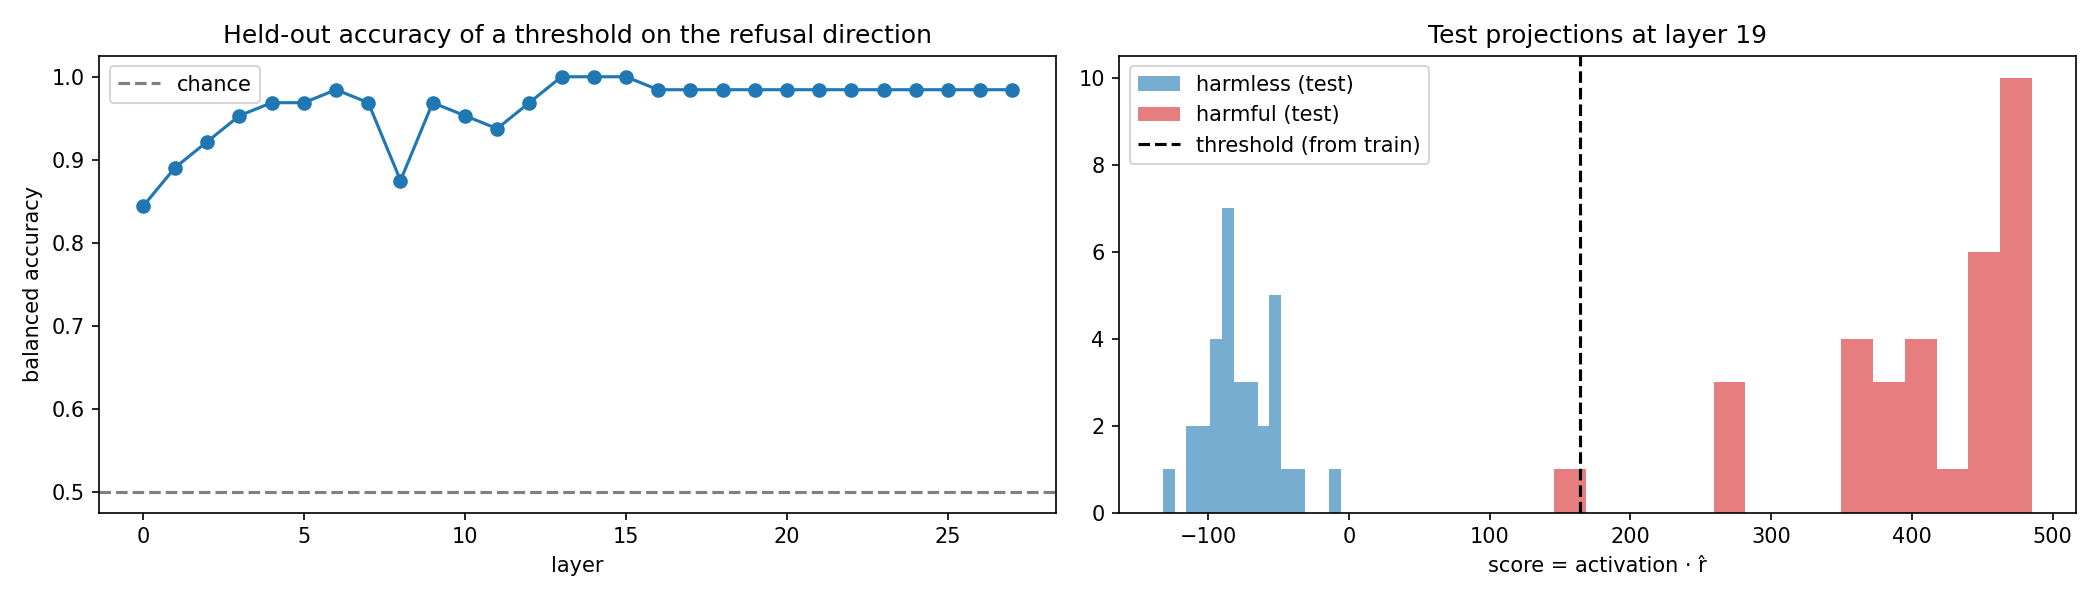 Held-out accuracy of a threshold on the refusal direction
chance
1.0
0.9
0.8
0.7
0.6
0.5
balanced accuracy
0 5 10 15 20 25
layer
Test projections at layer 19
harmless (test)
harmful (test)
threshold (from train)
10
8
6
4
2
0
−100 0 100 200 300 400 500
score = activation · r̂